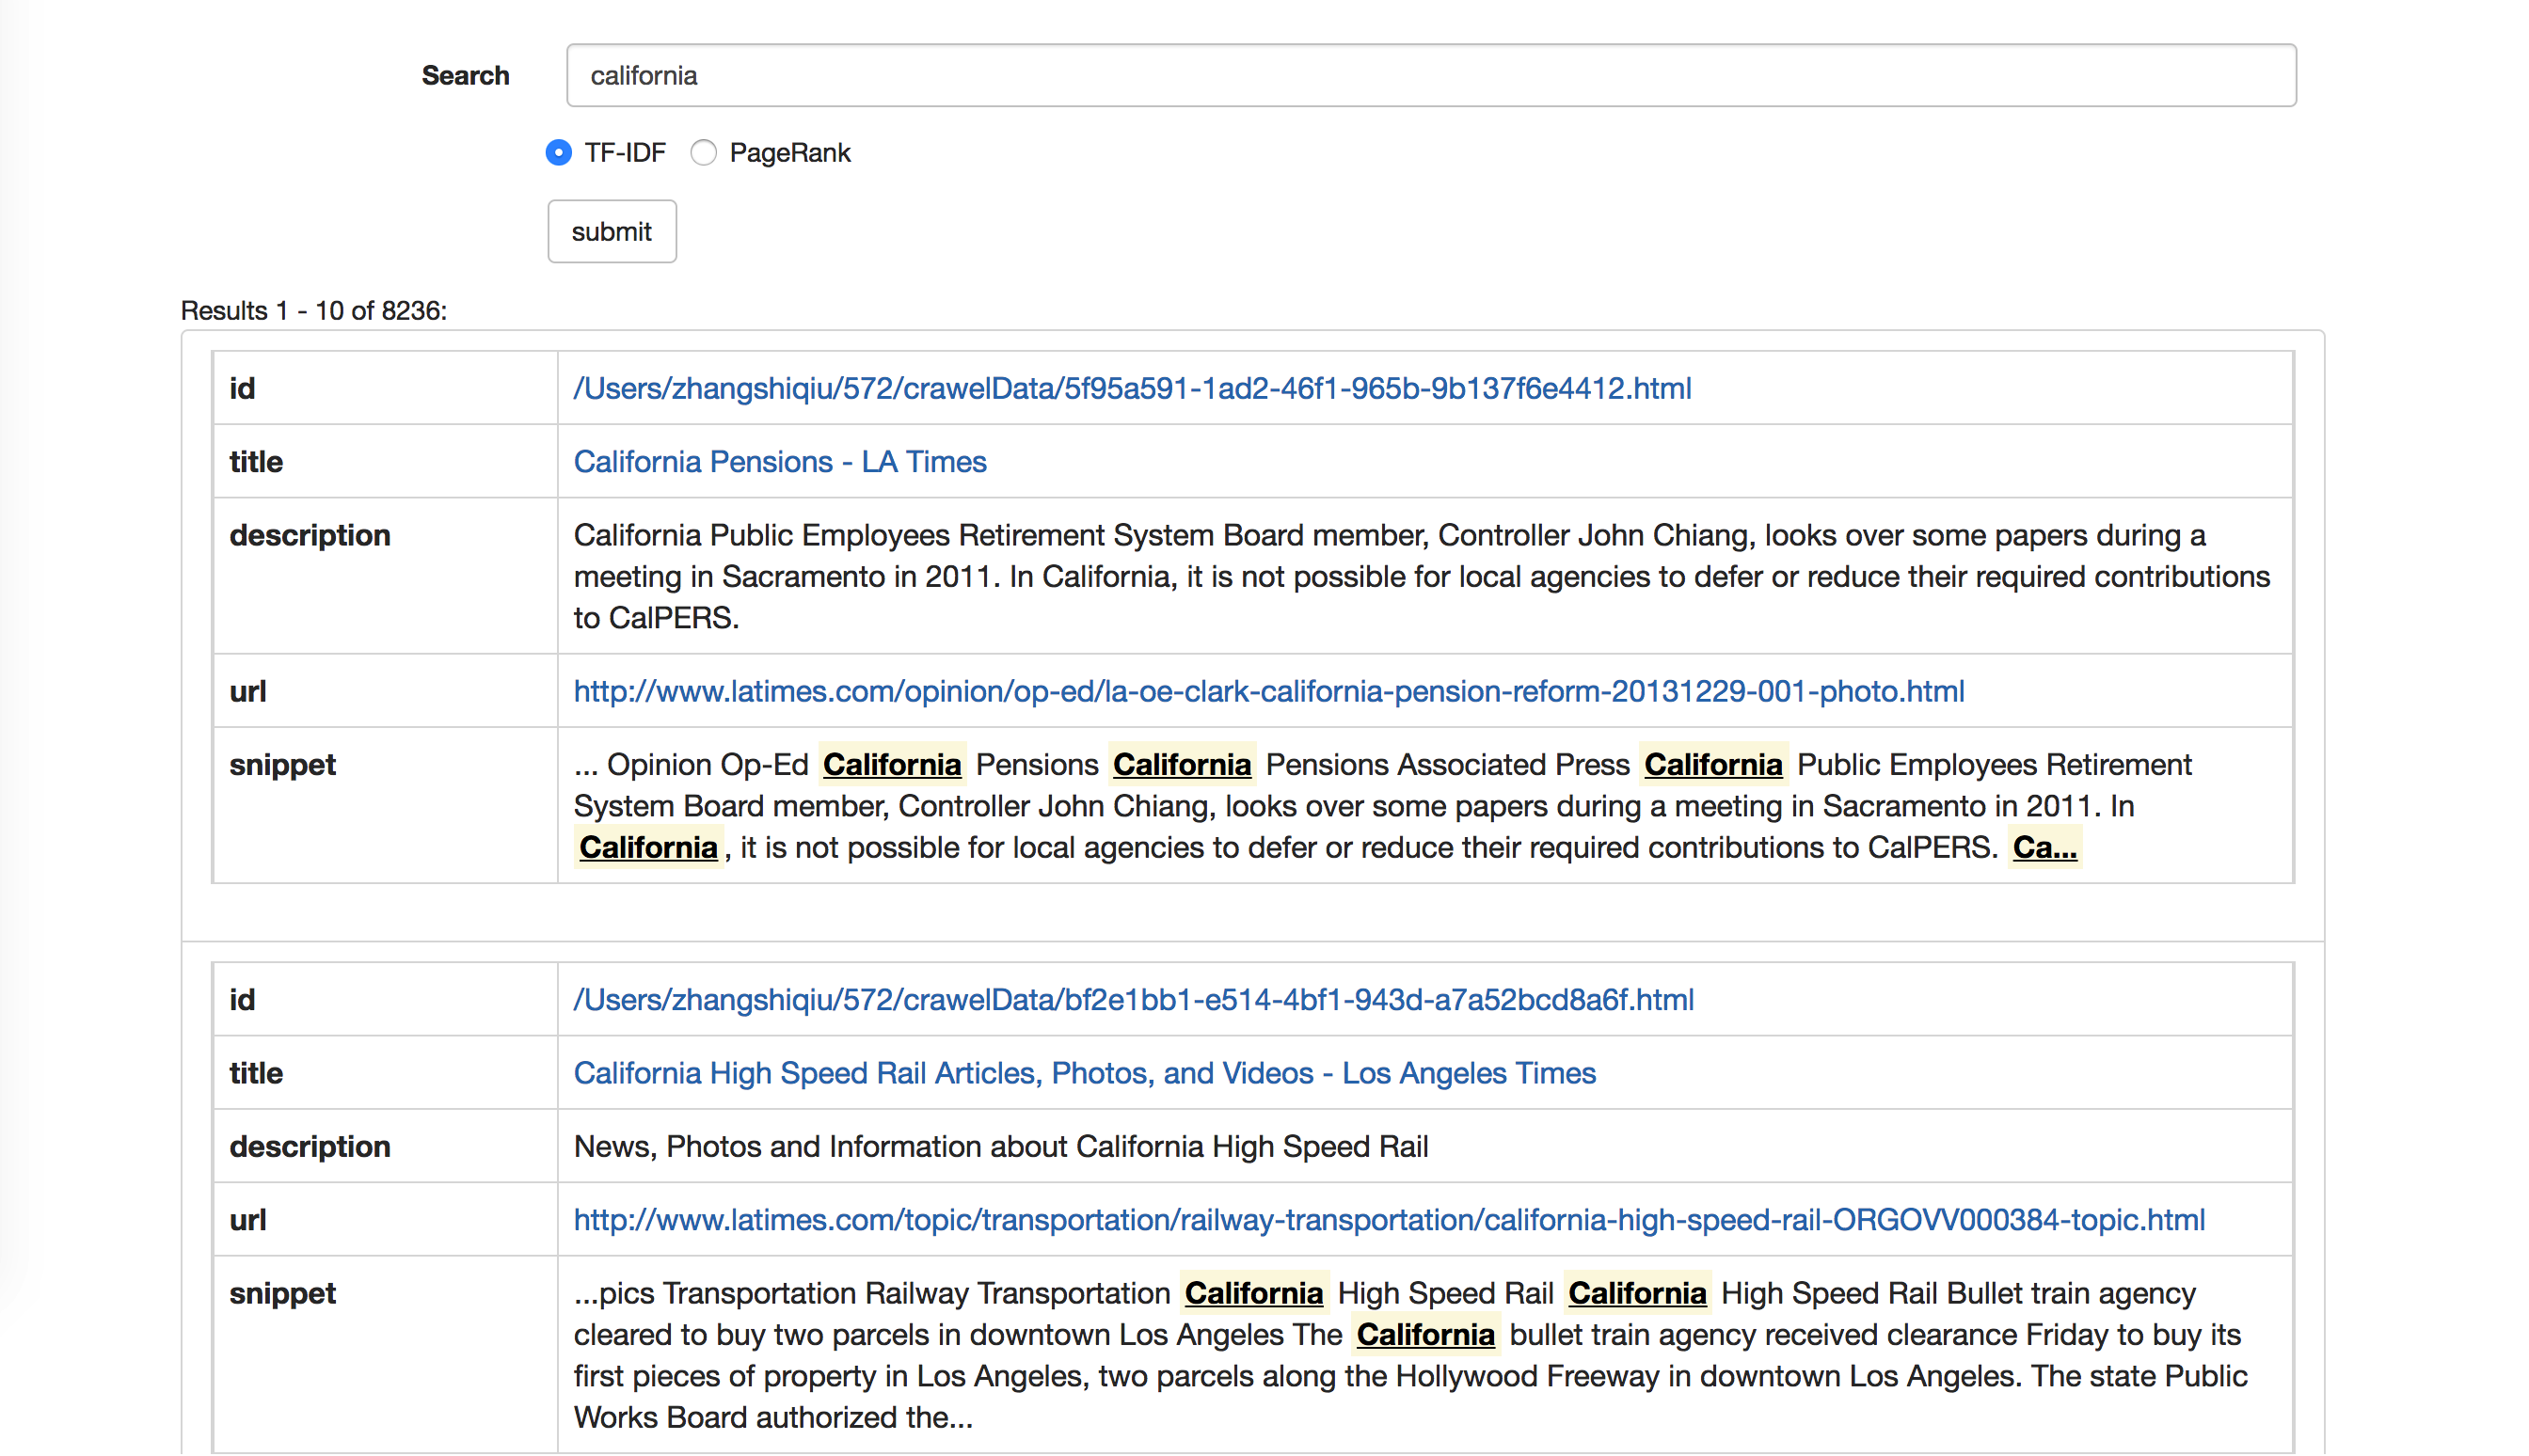 Search california
TF-IDF PageRank
submit
Results 1 - 10 of 8236:
id /Users/zhangshiqiu/572/crawelData/5f95a591-1ad2-46f1-965b-9b137f6e4412.html
title California Pensions - LA Times
description California Public Employees Retirement System Board member, Controller John Chiang, looks over some papers during a
meeting in Sacramento in 2011. In California, it is not possible for local agencies to defer or reduce their required contributions
to CalPERS.
url http://www.latimes.com/opinion/op-ed/la-oe-clark-california-pension-reform-20131229-001-photo.html
snippet ... Opinion Op-Ed California Pensions California Pensions Associated Press California Public Employees Retirement
System Board member, Controller John Chiang, looks over some papers during a meeting in Sacramento in 2011. In
California , it is not possible for local agencies to defer or reduce their required contributions to CalPERS. Ca...
id /Users/zhangshiqiu/572/crawelData/bf2e1bb1-e514-4bf1-943d-a7a52bcd8a6f.html
title California High Speed Rail Articles, Photos, and Videos - Los Angeles Times
description News, Photos and Information about California High Speed Rail
url http://www.latimes.com/topic/transportation/railway-transportation/california-high-speed-rail-ORGOVV000384-topic.html
snippet ...pics Transportation Railway Transportation California High Speed Rail California High Speed Rail Bullet train agency
cleared to buy two parcels in downtown Los Angeles The California bullet train agency received clearance Friday to buy its
first pieces of property in Los Angeles, two parcels along the Hollywood Freeway in downtown Los Angeles. The state Public
Works Board authorized the...